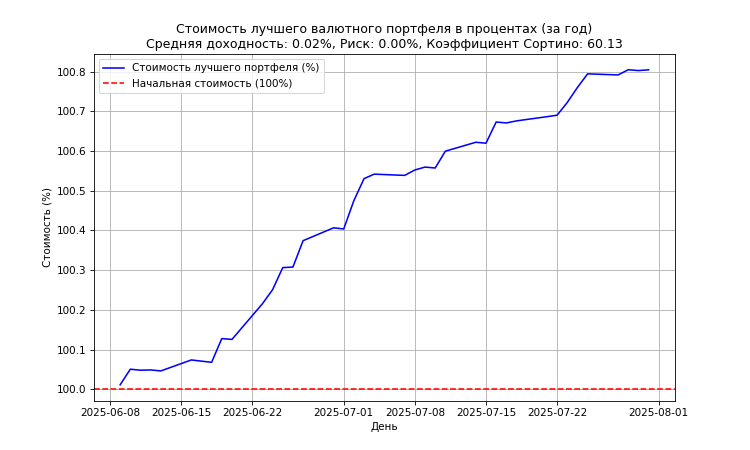 Стоимость лучшего валютного портфеля в процентах (за год)
Средняя доходность: 0.02%, Риск: 0.00%, Коэффициент Сортино: 60.13
Стоимость лучшего портфеля (%)
Начальная стоимость (100%)
Стоимость (%)
100.8
100.7
100.6
100.5
100.4
100.3
100.2
100.1
100.0
2025-06-08 2025-06-15 2025-06-22 2025-07-01 2025-07-08 2025-07-15 2025-07-22 2025-08-01
День